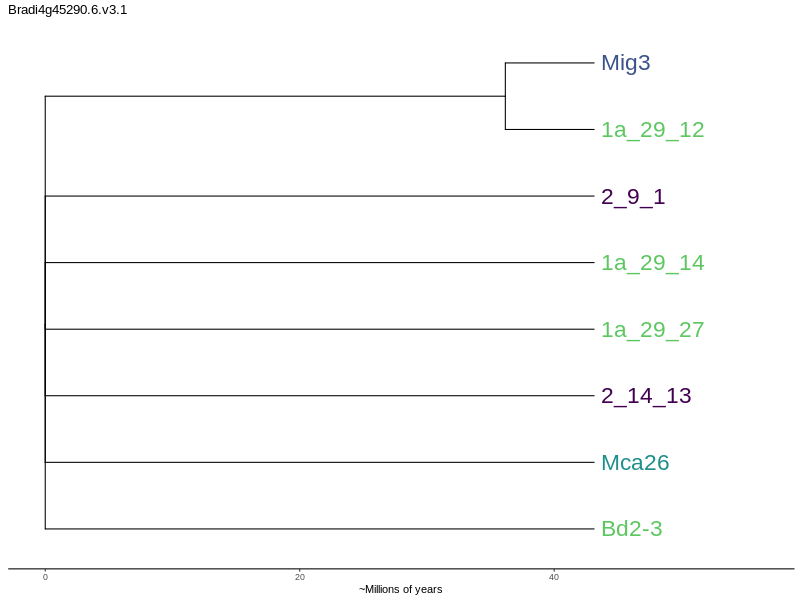 Bradi4g45290.6.v3.1
Mig3
1a_29_12
2_9_1
1a_29_14
1a_29_27
2_14_13
Mca26
Bd2-3
0 20 40
~Millions of years